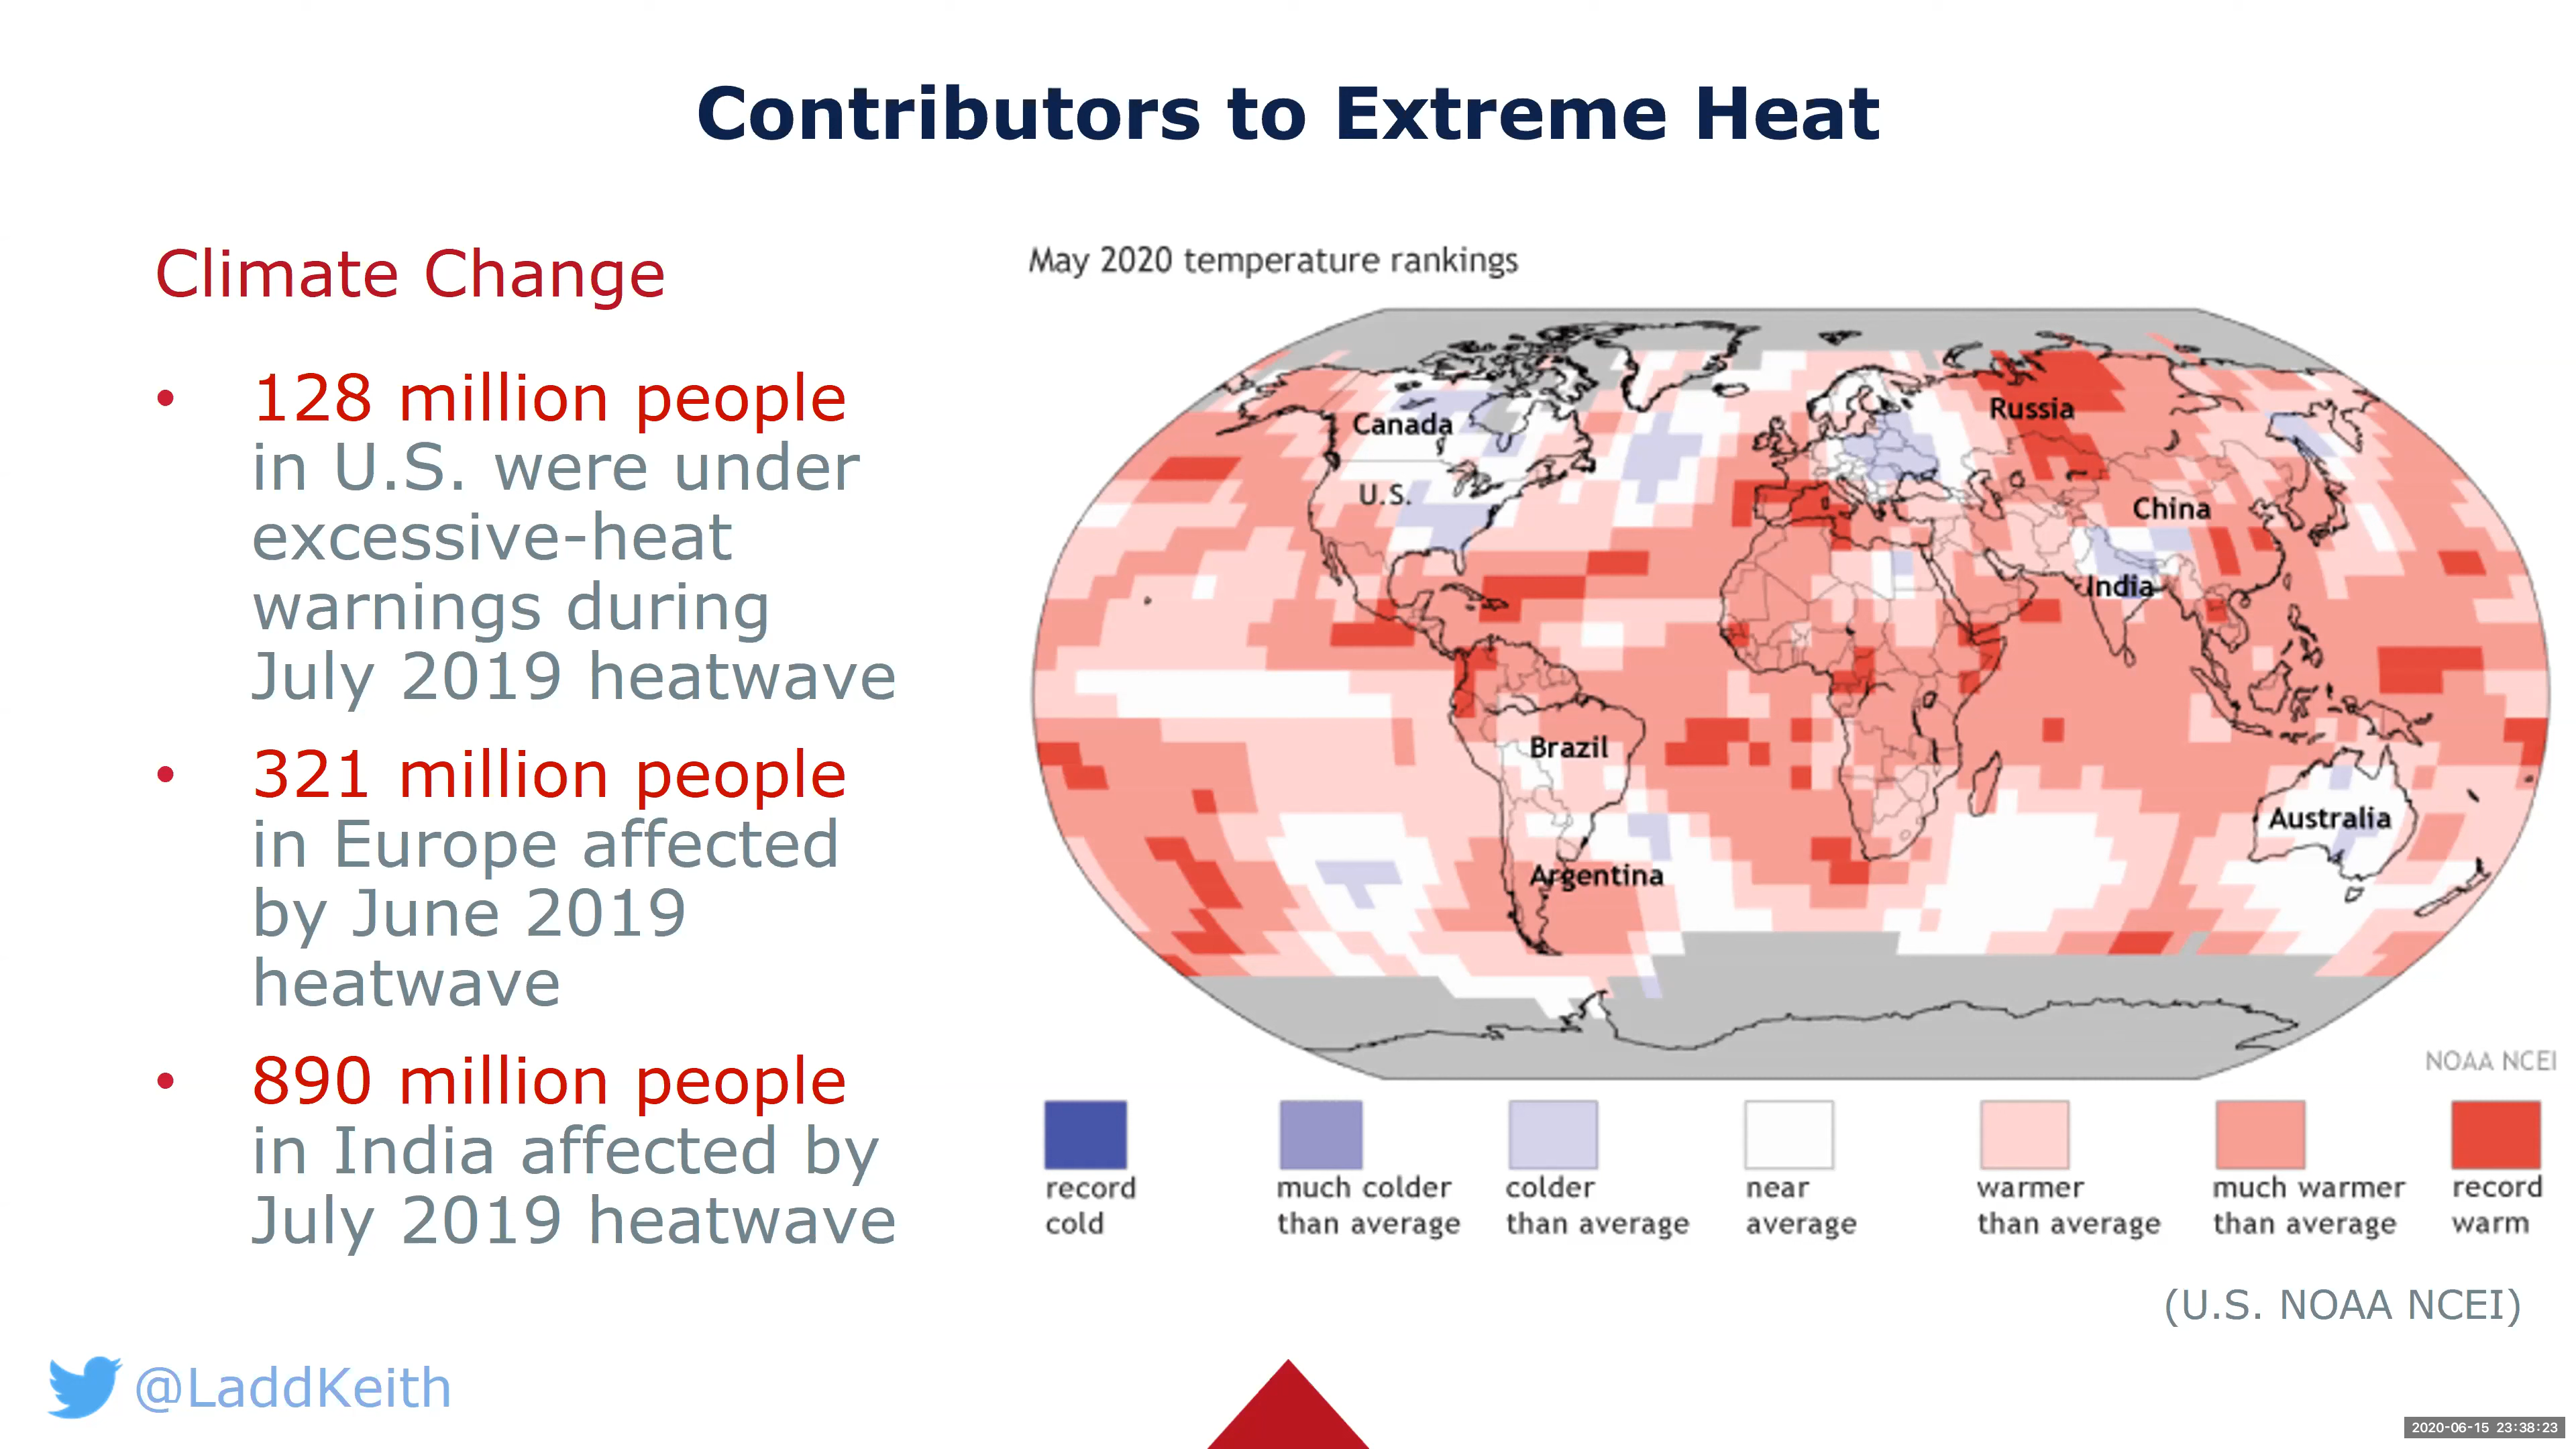 Contributors to Extreme Heat
Climate Change
• 128 million people
in U.S. were under
excessive-heat
warnings during
July 2019 heatwave
• 321 million people
in Europe affected
by June 2019
heatwave
• 890 million people
in India affected by
July 2019 heatwave
May 2020 temperature rankings
Canada
Russia
U.S.
China
India
Brazil
Australia
Argentina
NOAA NCEI
record
cold
much colder
than average
colder
than average
near
average
warmer
than average
much warmer
than average
record
warm
(U.S. NOAA NCEI)
@LaddKeith
2020-06-15 23:38:23